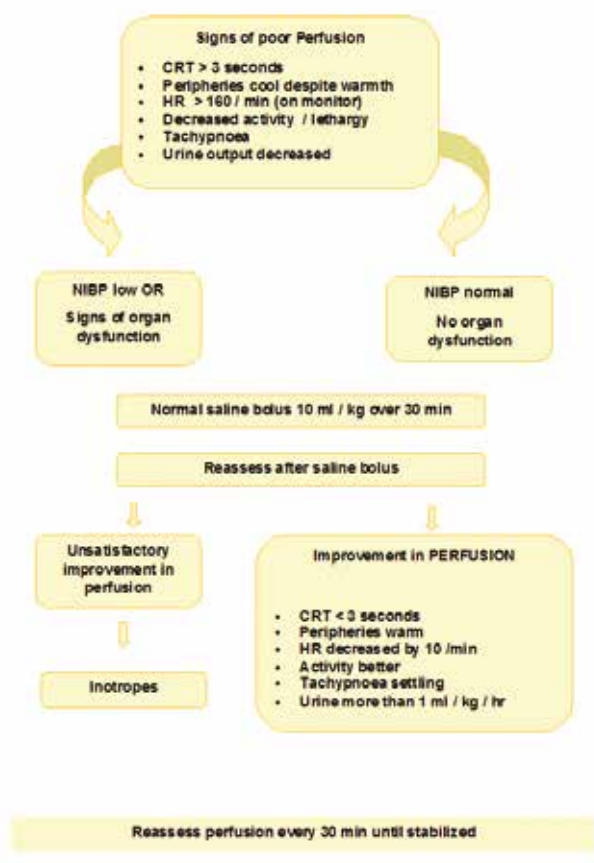 Signs of poor Perfusion
• CRT > 3 seconds
• Peripheries cool despite warmth
• HR > 160 / min (on monitor)
• Decreased activity / lethargy
• Tachypnoea
• Urine output decreased
NIBP low OR
Signs of organ
dysfunction
NIBP normal
No organ
dysfunction
Normal saline bolus 10 ml / kg over 30 min
Reassess after saline bolus
Unsatisfactory
improvement in
perfusion
Inotropes
Improvement in PERFUSION
• CRT < 3 seconds
• Peripheries warm
• HR decreased by 10 /min
• Activity better
• Tachypnoea settling
• Urine more than 1 ml / kg / hr
Reassess perfusion every 30 min until stabilized